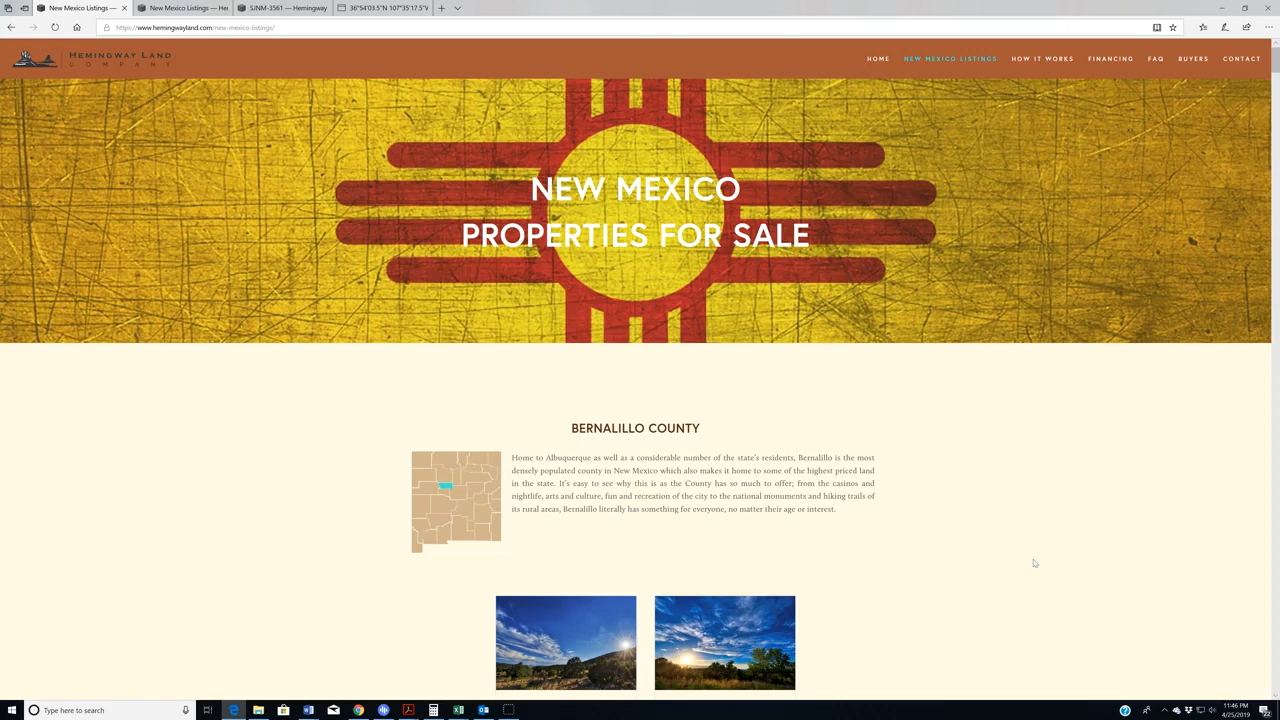 New Mexico Listings —
New Mexico Listings — He
SJNM-3561 — Hemingway
36°54'03.5"N 107°35'17.5"V
https://www.hemingwayland.com/new-mexico-listings/
HEMINGWAY LAND
COMPANY
HOME
NEW MEXICO LISTINGS
HOW IT WORKS
FINANCING
FAQ
BUYERS
CONTACT
NEW MEXICO
PROPERTIES FOR SALE
BERNALILLO COUNTY
Home to Albuquerque as well as a considerable number of the state's residents, Bernalillo is the most
densely populated county in New Mexico which also makes it home to some of the highest priced land
in the state. It's easy to see why this is as the County has so much to offer; from the casinos and
nightlife, arts and culture, fun and recreation of the city to the national monuments and hiking trails of
its rural areas, Bernalillo literally has something for everyone, no matter their age or interest.
Type here to search
11:46 PM
4/25/2019
22